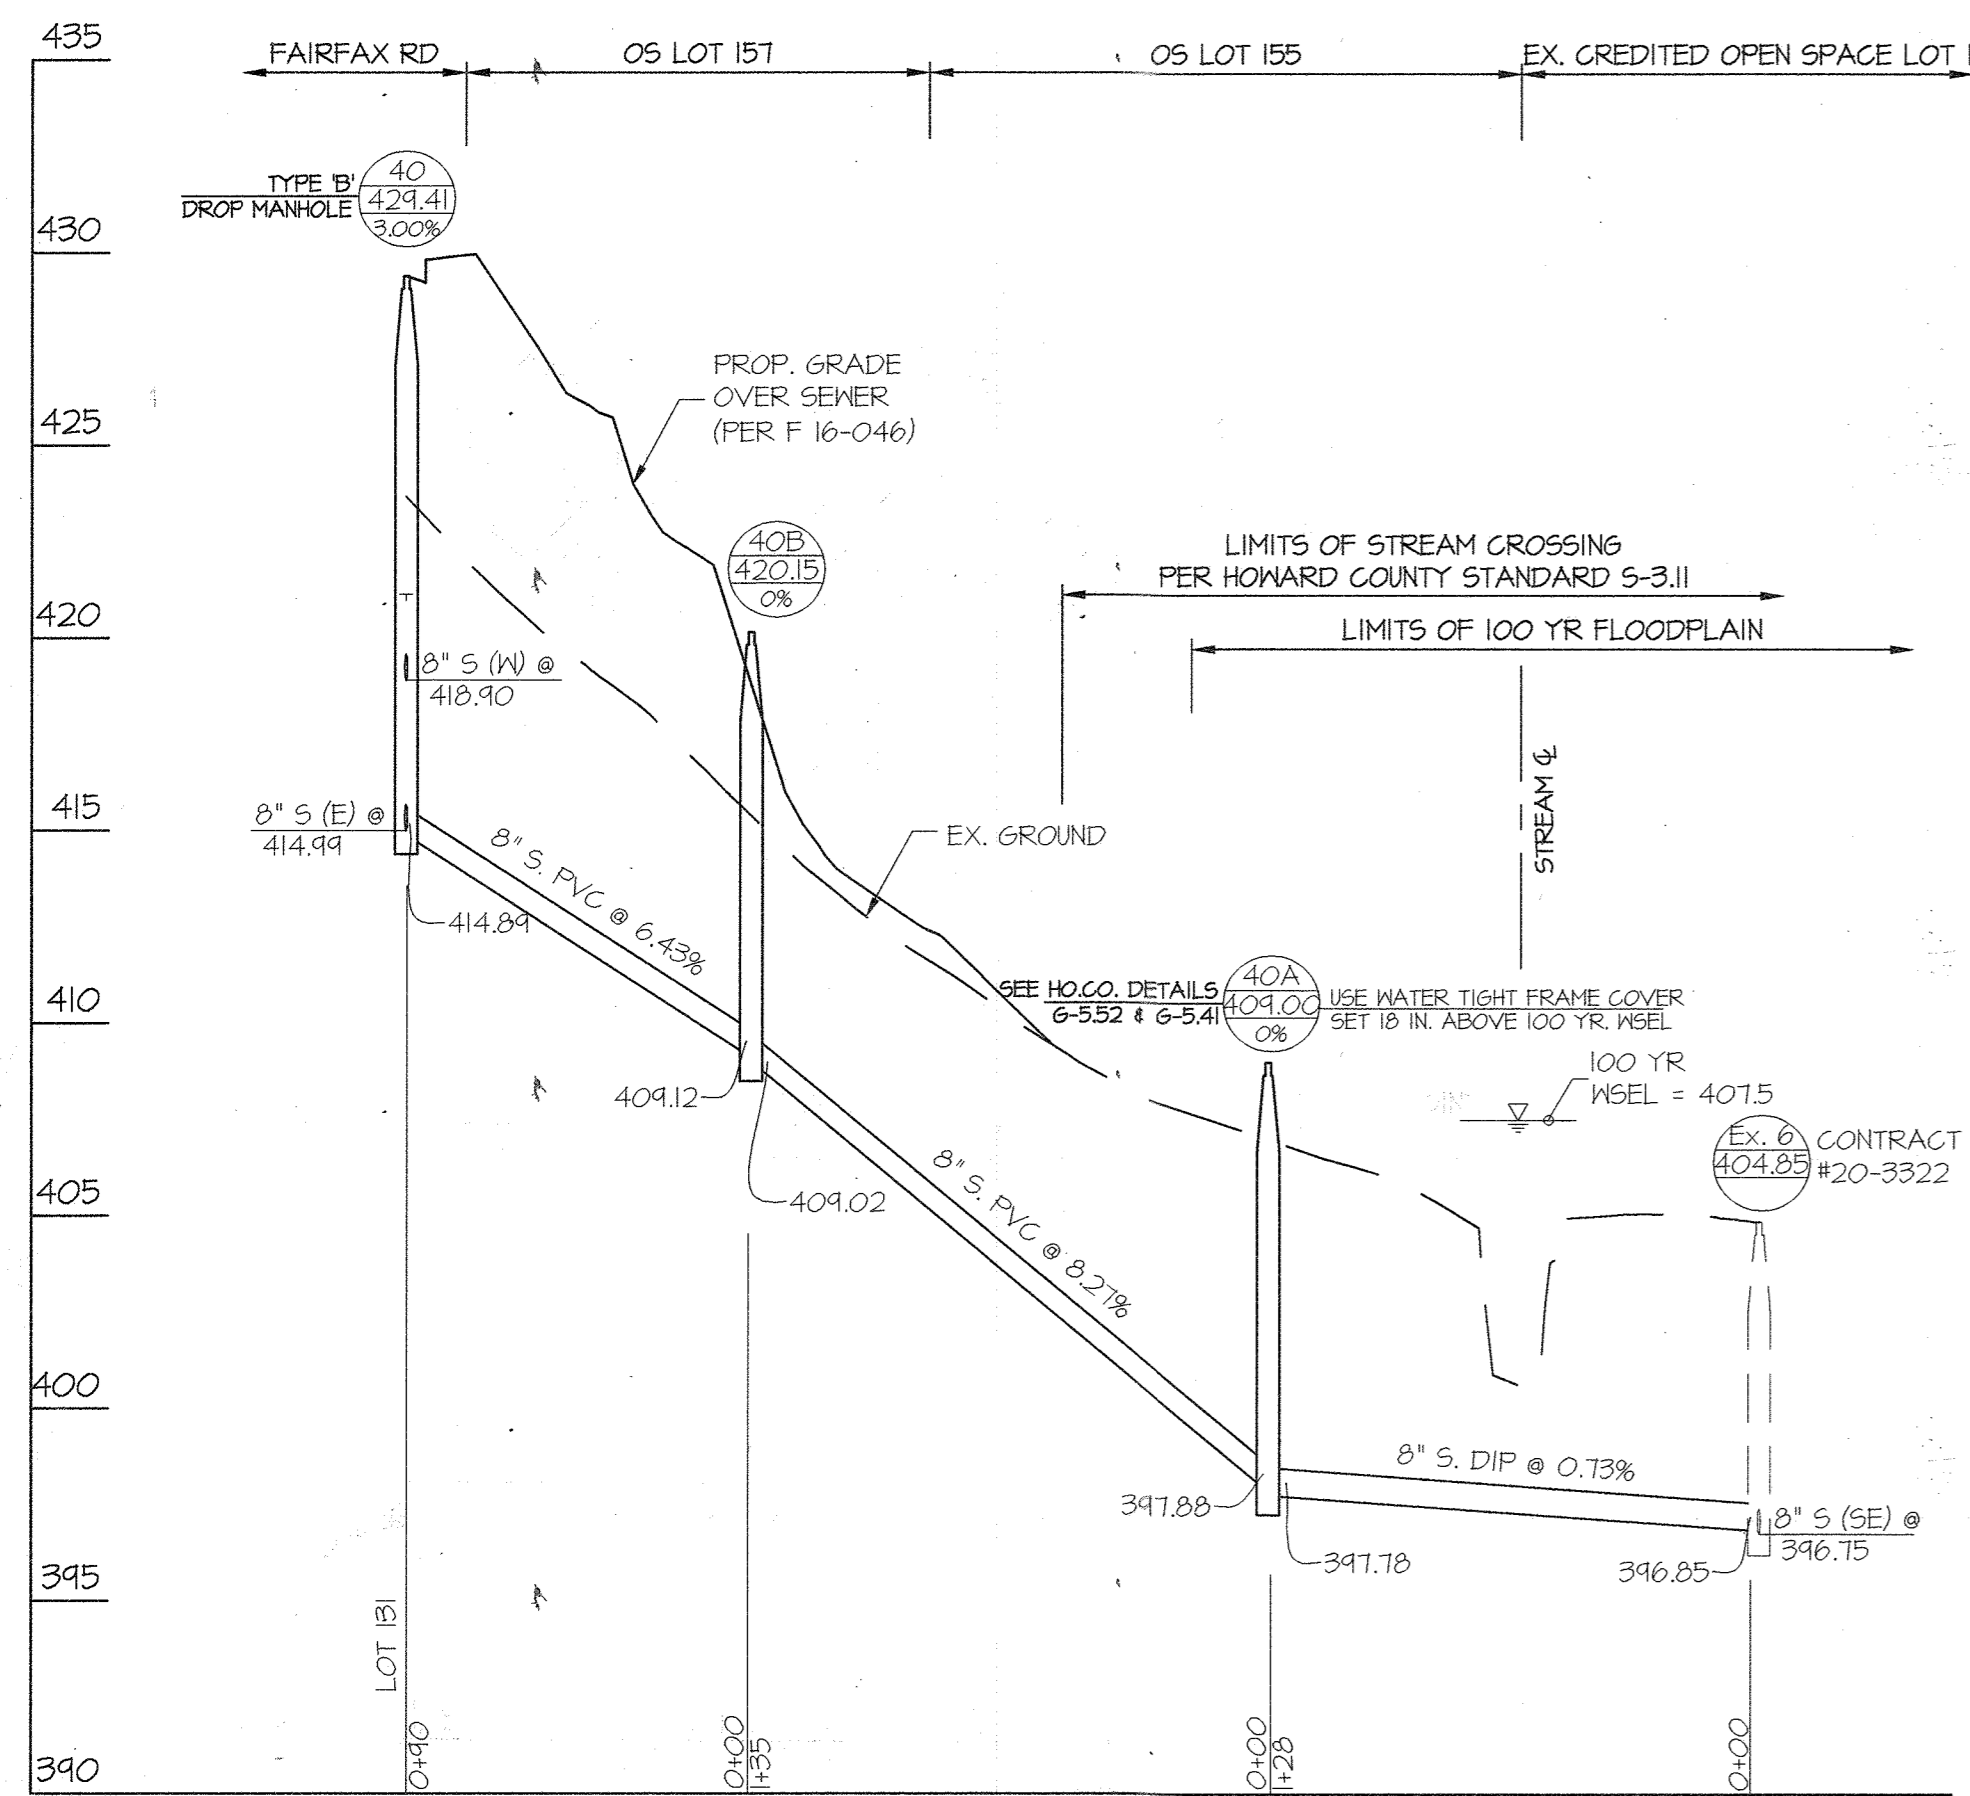 435
FAIRFAX RD
OS LOT 157
OS LOT 155
EX. CREDITED OPEN SPACE LOT
TYPE 'B'
DROP MANHOLE
40
429.41
3.00%
430
PROP. GRADE
OVER SEWER
(PER F 16-046)
425
40B
420.15
0%
LIMITS OF STREAM CROSSING
PER HOWARD COUNTY STANDARD S-3.11
420
LIMITS OF 100 YR FLOODPLAIN
8" S (W) @
418.90
STREAM ℄
415
8" S (E) @
414.99
8" S. PVC @ 6.43%
EX. GROUND
414.89
410
SEE HO.CO. DETAILS
G-5.52 & G-5.41
40A
409.00
0%
USE WATER TIGHT FRAME COVER
SET 18 IN. ABOVE 100 YR. WSEL
100 YR
WSEL = 407.5
409.12
Ex. 6
404.85
CONTRACT
#20-3322
405
409.02
8" S. PVC @ 8.27%
400
8" S. DIP @ 0.73%
397.88
397.78
8" S (SE) @
396.75
396.85
395
LOT 131
0+90
0+00
1+35
0+00
1+28
0+00
390